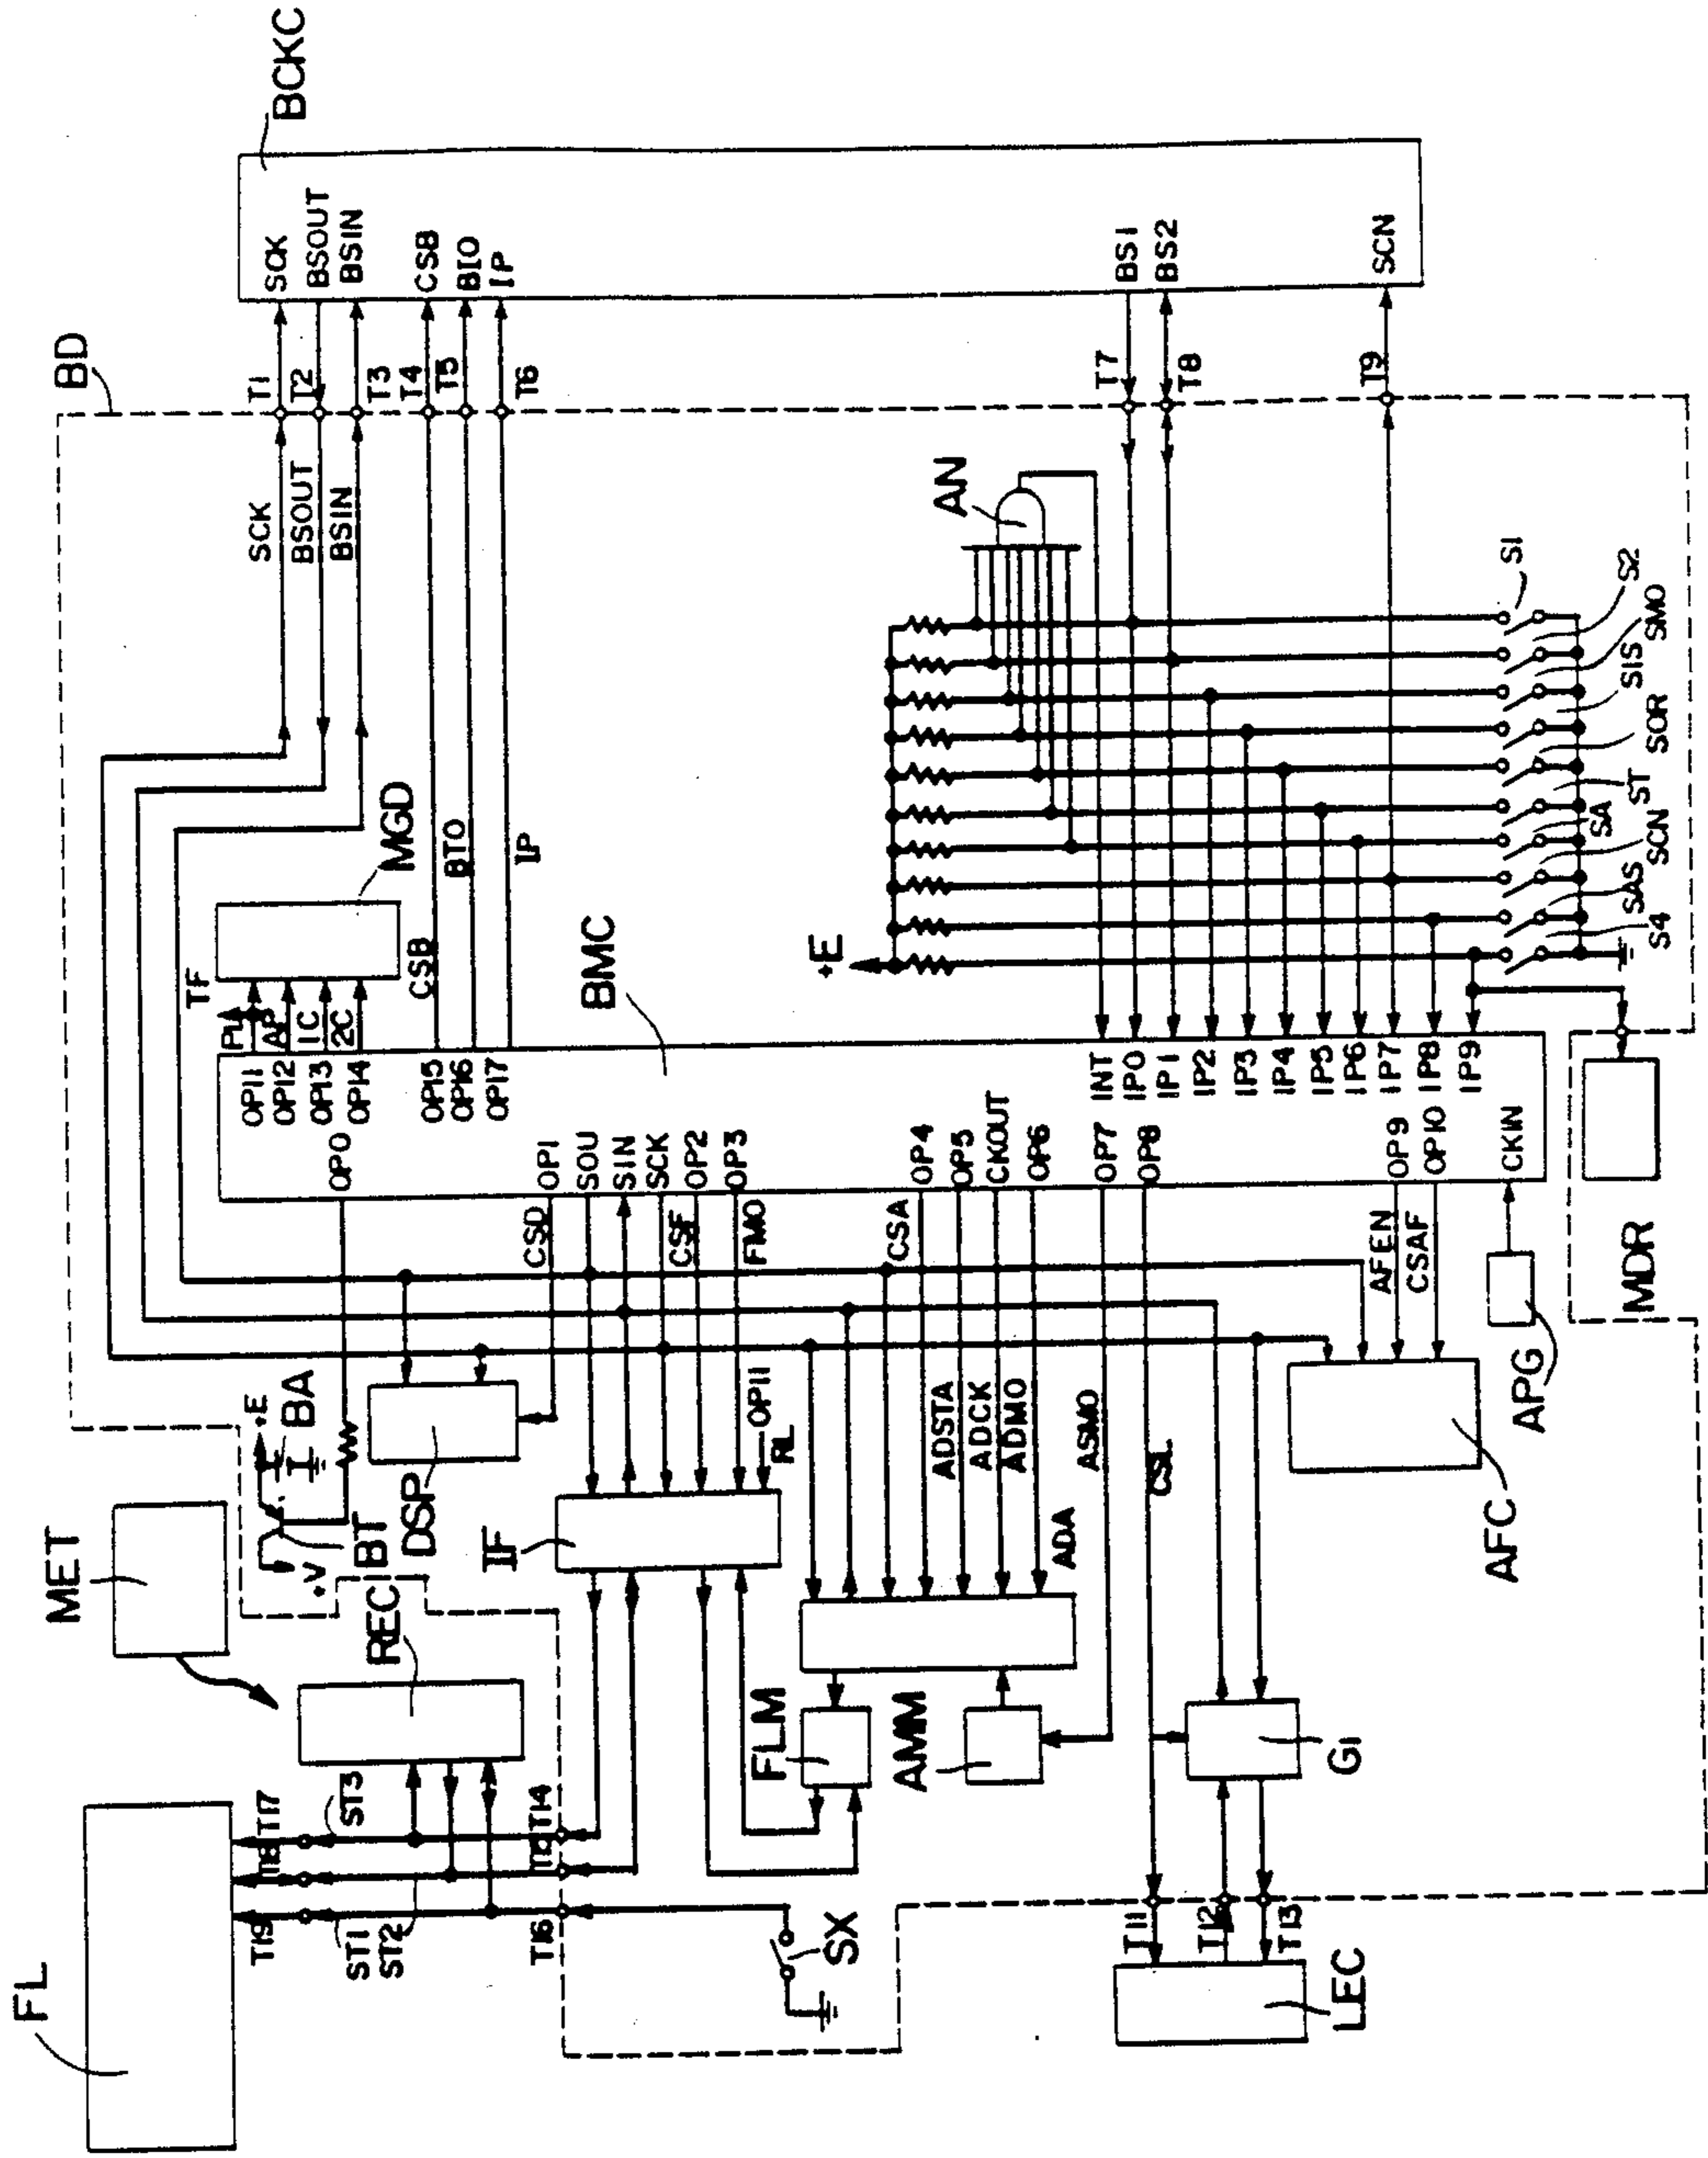 BCKC
SCK
BSOUT
BSIN
CSB
BIO
IP
BS1
BS2
SCN
BD
T1
T2
T3
T4
T5
T6
T7
T8
T9
SCK
BSOUT
BSIN
AN
MGD
CSB
BTO
IP
TF
PL
AP
1C
2C
BMC
+E
S1
S2
SMO
SIS
SOR
ST
SA
SCN
SAS
S4
OP11
OP12
OP13
OP14
OP15
OP16
OP17
INT
IP0
IP1
IP2
IP3
IP4
IP5
IP6
IP7
IP8
IP9
OP0
OP1
SOU
SIN
SCK
OP2
OP3
OP4
OP5
CKOUT
OP6
OP7
OP8
OP9
OP10
CKIN
CSD
CSF
FMO
CSA
ADSTA
ADCK
ADMO
ASMO
CSL
AFEN
CSAF
MDR
APG
AFC
+E
BA
BT
+V
DSP
IF
OP11
RL
ADA
MET
REC
FLM
AMM
G1
FL
T17
T18
T19
ST3
ST1
ST2
T14
T15
T16
SX
T11
T12
T13
LEC